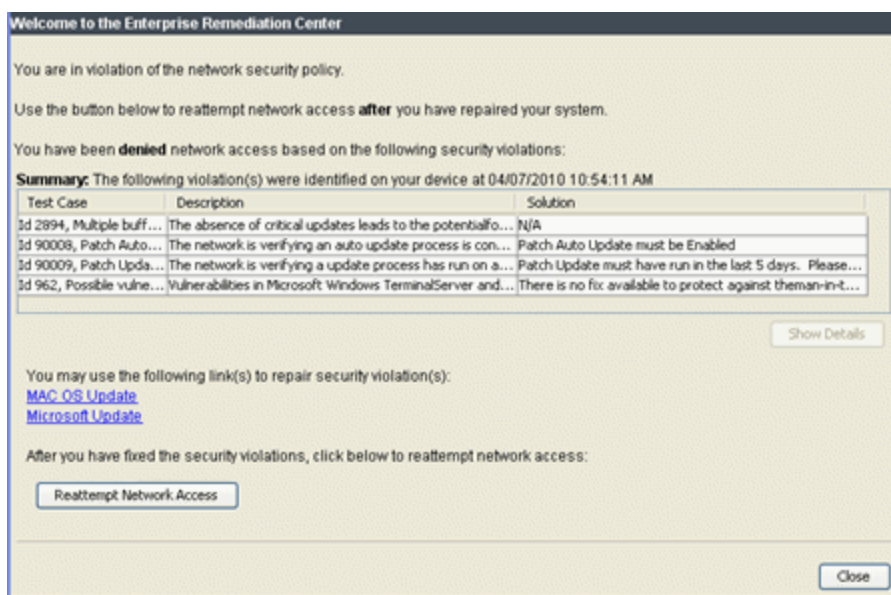 Welcome to the Enterprise Remediation Center
You are in violation of the network security policy.
Use the button below to reattempt network access after you have repaired your system.
You have been denied network access based on the following security violations:
Summary: The following violation(s) were identified on your device at 04/07/2010 10:54:11 AM
Test Case Description Solution
Id 2894, Multiple buff... The absence of critical updates leads to the potentialfo... N/A
Id 90008, Patch Auto... The network is verifying an auto update process is con... Patch Auto Update must be Enabled
Id 90009, Patch Upda... The network is verifying a update process has run on a... Patch Update must have run in the last 5 days. Please...
Id 962, Possible vulne... Vulnerabilities in Microsoft Windows TerminalServer and... There is no fix available to protect against theman-in-t...
Show Details
You may use the following link(s) to repair security violation(s):
MAC OS Update
Microsoft Update
After you have fixed the security violations, click below to reattempt network access:
Reattempt Network Access
Close